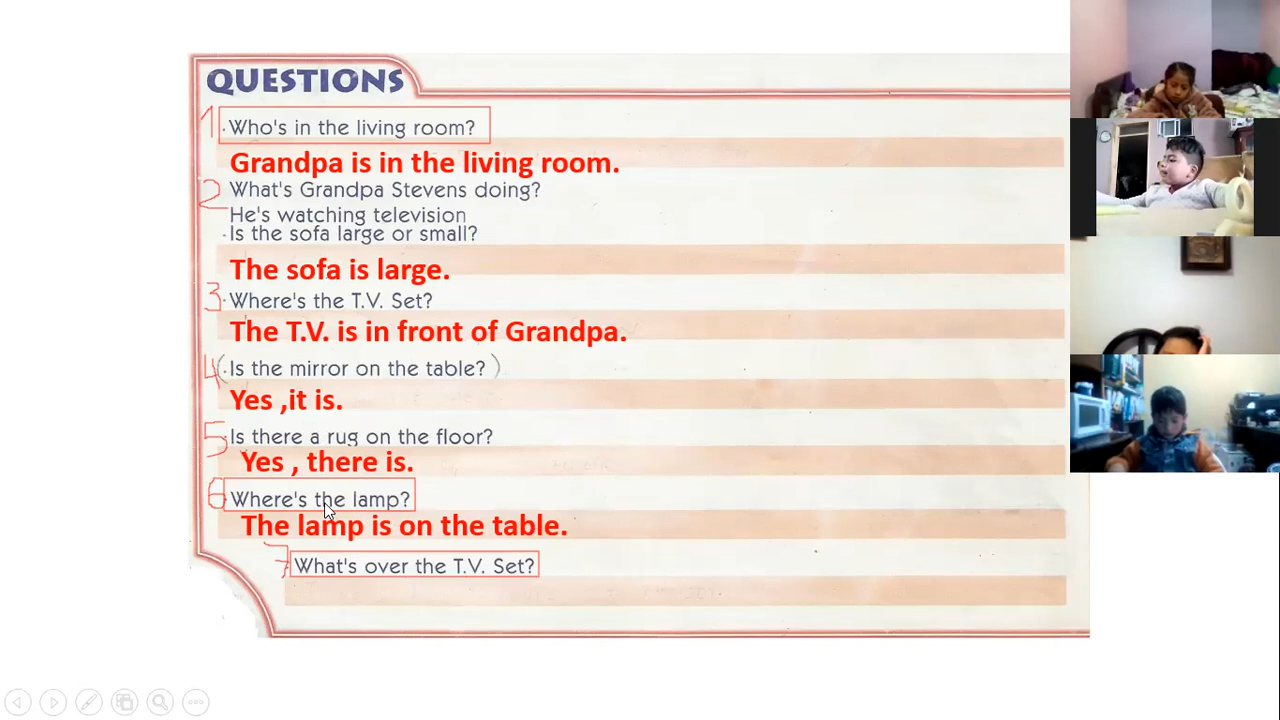 QUESTIONS
1 · Who's in the living room?
Grandpa is in the living room.
2 What's Grandpa Stevens doing?
He's watching television
· Is the sofa large or small?
The sofa is large.
3 · Where's the T.V. Set?
The T.V. is in front of Grandpa.
4 ( · Is the mirror on the table? )
Yes ,it is.
5 Is there a rug on the floor?
Yes , there is.
6 Where's the lamp?
The lamp is on the table.
7 What's over the T.V. Set?